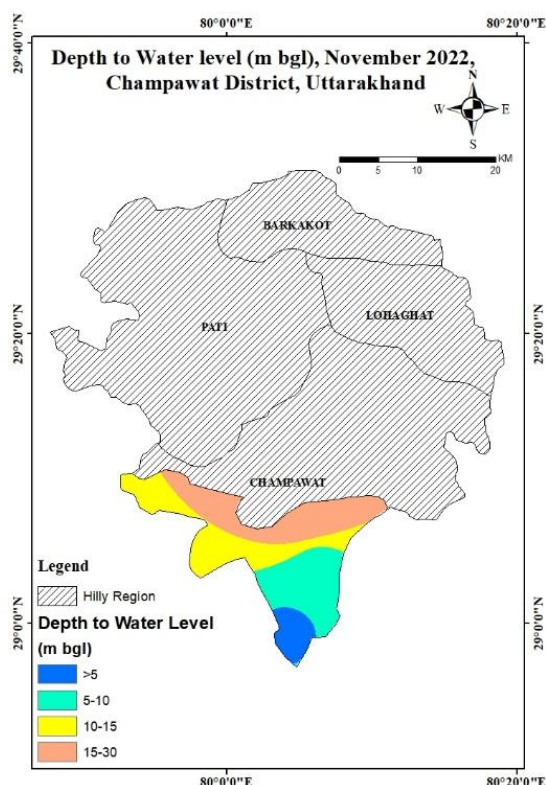 80°0'0"E
80°20'0"E
29°40'0"N
29°40'0"N
Depth to Water level (m bgl), November 2022,
Champawat District, Uttarakhand
N
W
E
S
KM
0
5
10
20
BARKAKOT
LOHAGHAT
PATI
29°20'0"N
29°20'0"N
CHAMPAWAT
Legend
Hilly Region
Depth to Water Level
(m bgl)
>5
5-10
10-15
15-30
29°0'0"N
29°0'0"N
80°0'0"E
80°20'0"E